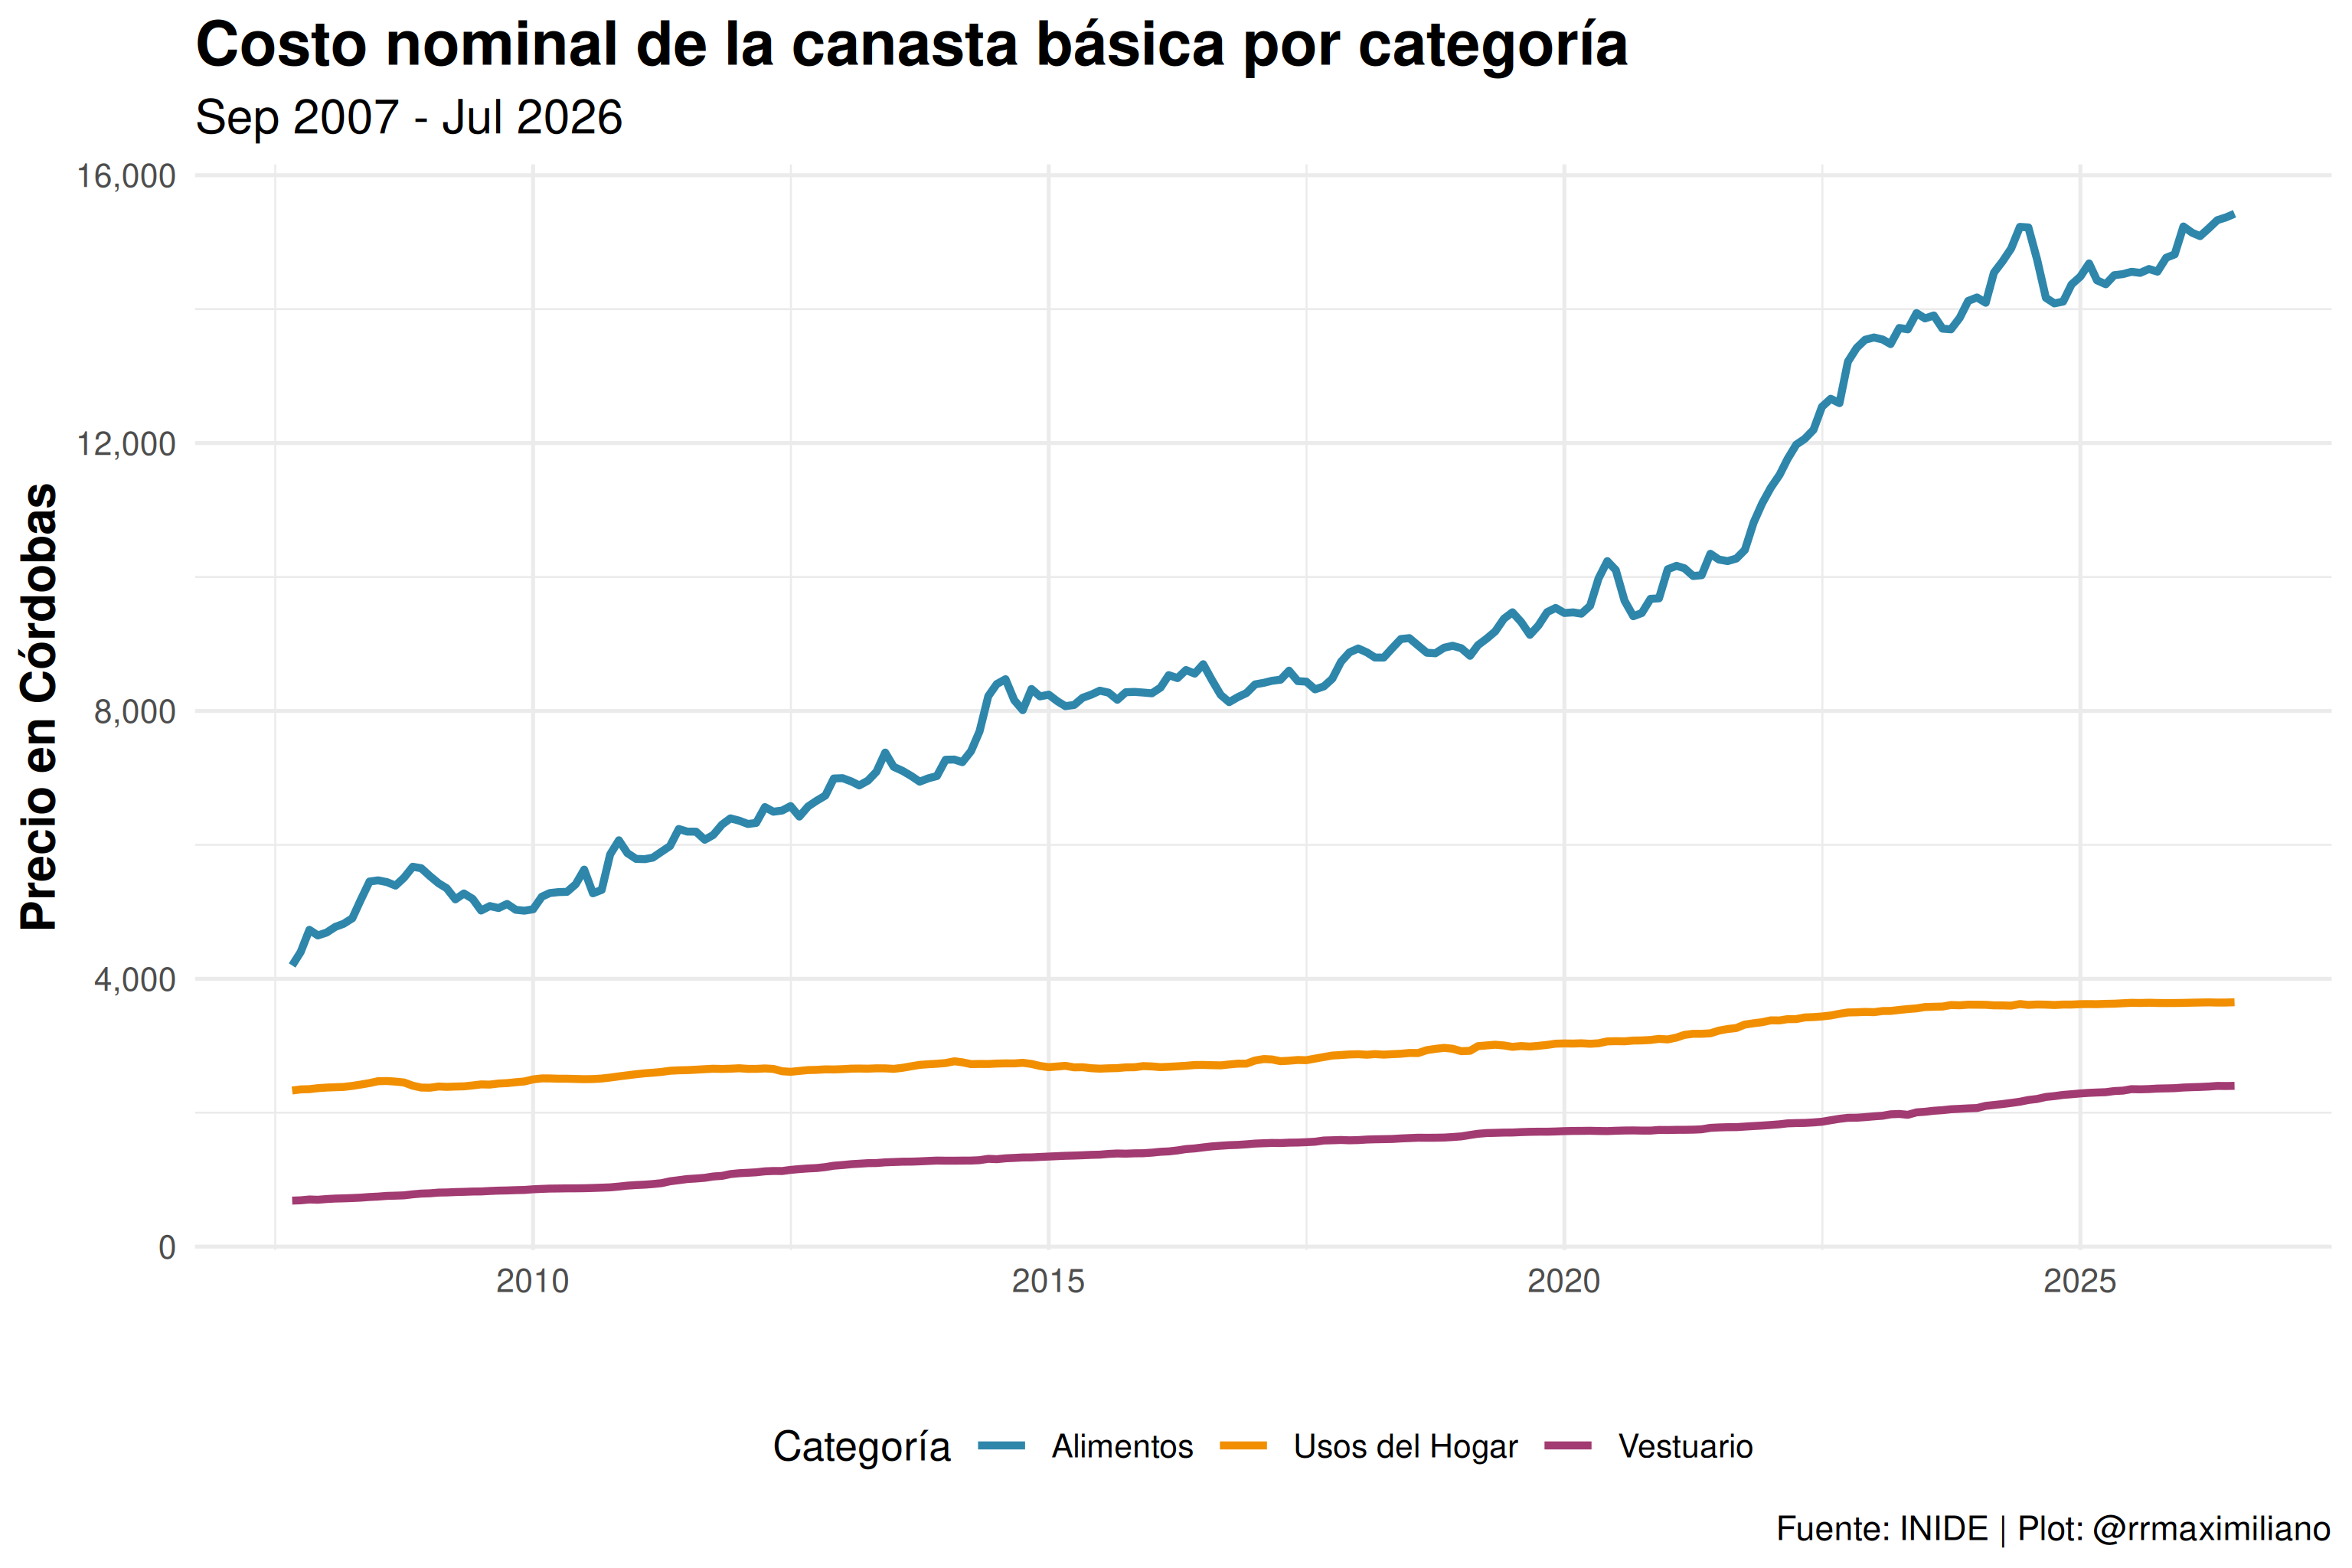 Costo nominal de la canasta básica por categoría
Sep 2007 - Jul 2026
Precio en Córdobas
16,000
12,000
8,000
4,000
0
2010 2015 2020 2025
Categoría Alimentos Usos del Hogar Vestuario
Fuente: INIDE | Plot: @rrmaximiliano